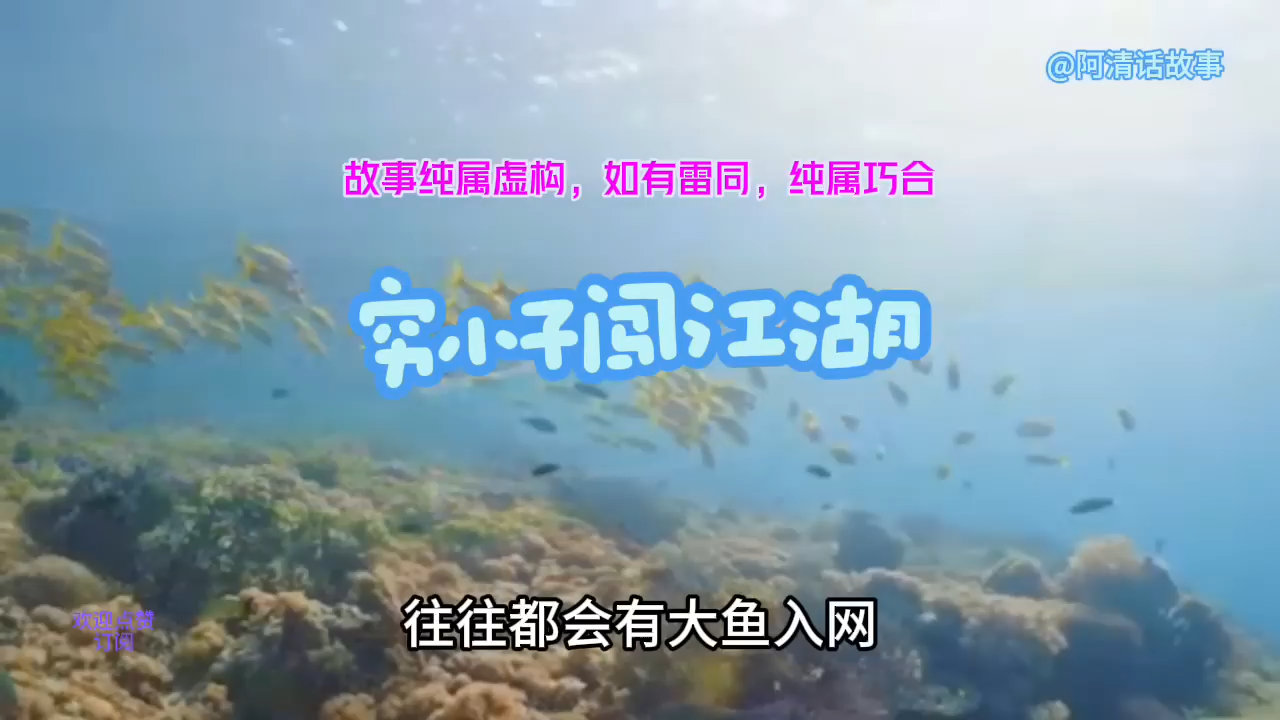 @阿清话故事
故事纯属虚构，如有雷同，纯属巧合
穷小子闯江湖
往往都会有大鱼入网
欢迎点赞
订阅